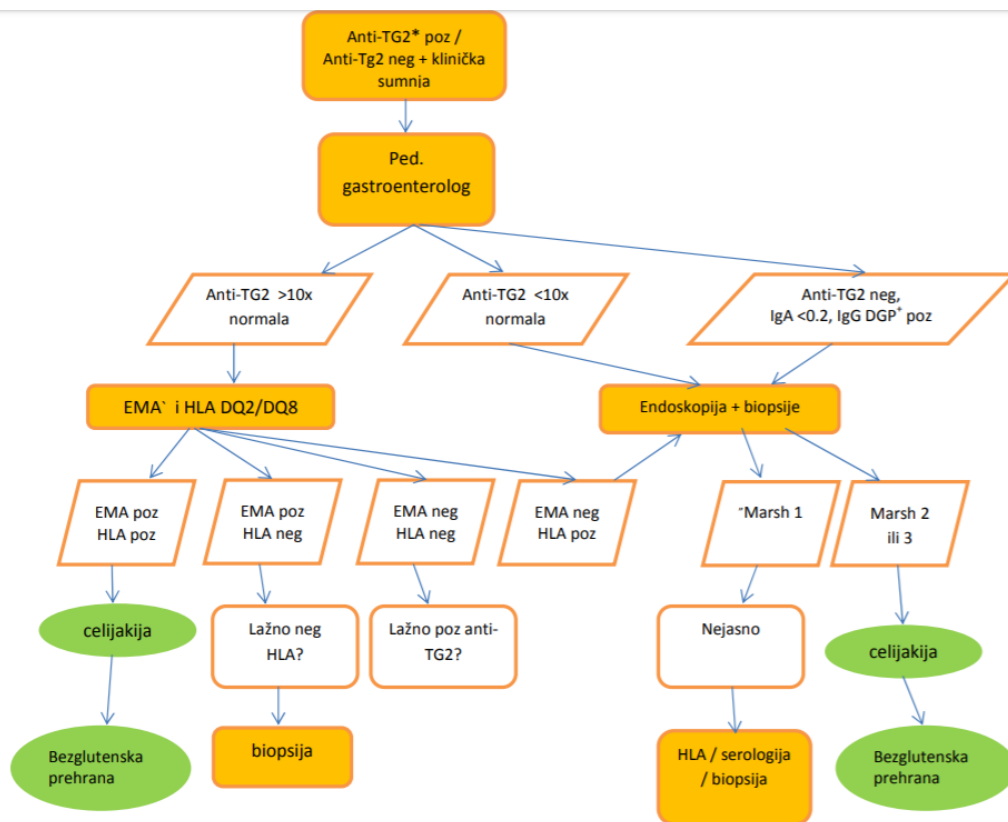 Anti-TG2* poz /
Anti-Tg2 neg + klinička
sumnja
Ped.
gastroenterolog
Anti-TG2 >10x
normala
Anti-TG2 <10x
normala
Anti-TG2 neg,
IgA <0.2, IgG DGP⁺ poz
EMA` i HLA DQ2/DQ8
Endoskopija + biopsije
EMA poz
HLA poz
EMA poz
HLA neg
EMA neg
HLA neg
EMA neg
HLA poz
ˉMarsh 1
Marsh 2
ili 3
celijakija
Lažno neg
HLA?
Lažno poz anti-
TG2?
Nejasno
celijakija
Bezglutenska
prehrana
biopsija
HLA / serologija
/ biopsija
Bezglutenska
prehrana